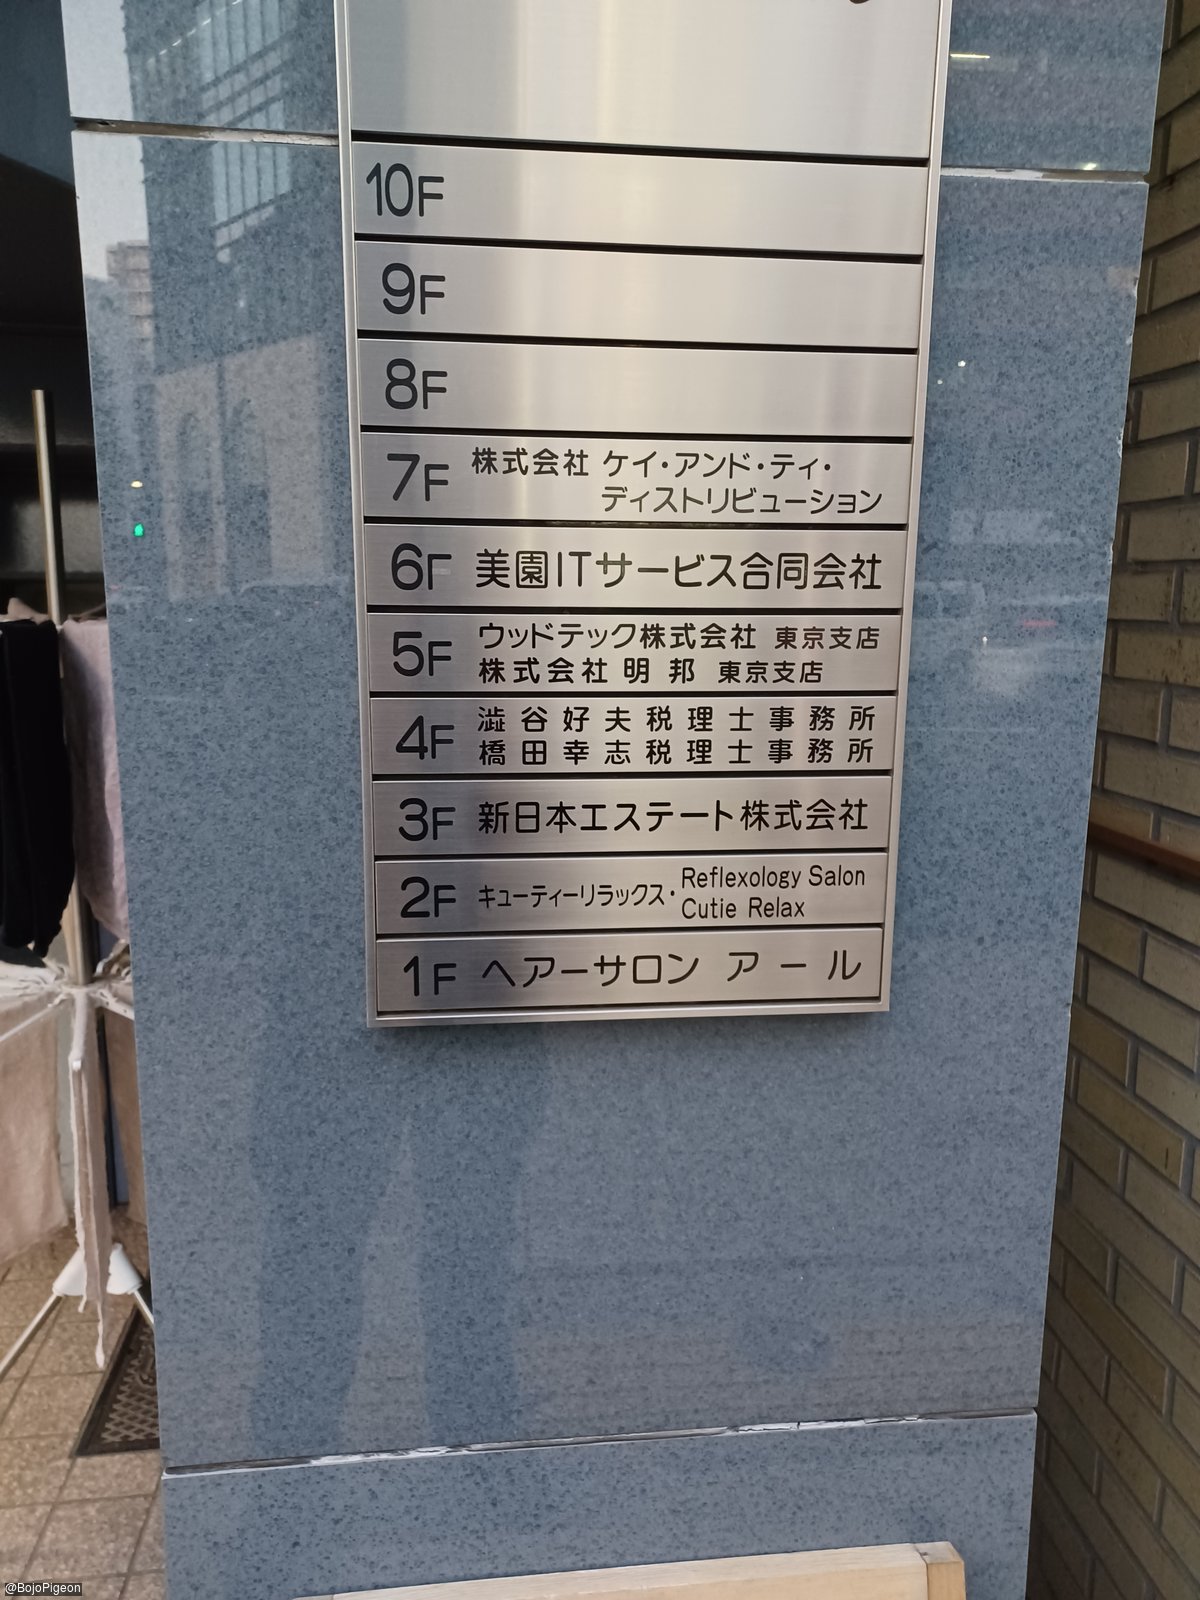 10F
9F
8F
7F 株式会社 ケイ・アンド・ティ・
ディストリビューション
6F 美園ITサービス合同会社
5F ウッドテック株式会社 東京支店
株式会社 明邦 東京支店
4F 澁谷好夫税理士事務所
橋田幸志税理士事務所
3F 新日本エステート株式会社
2F キューティーリラックス・Reflexology Salon
Cutie Relax
1F ヘアーサロン アール
@BojoPigeon